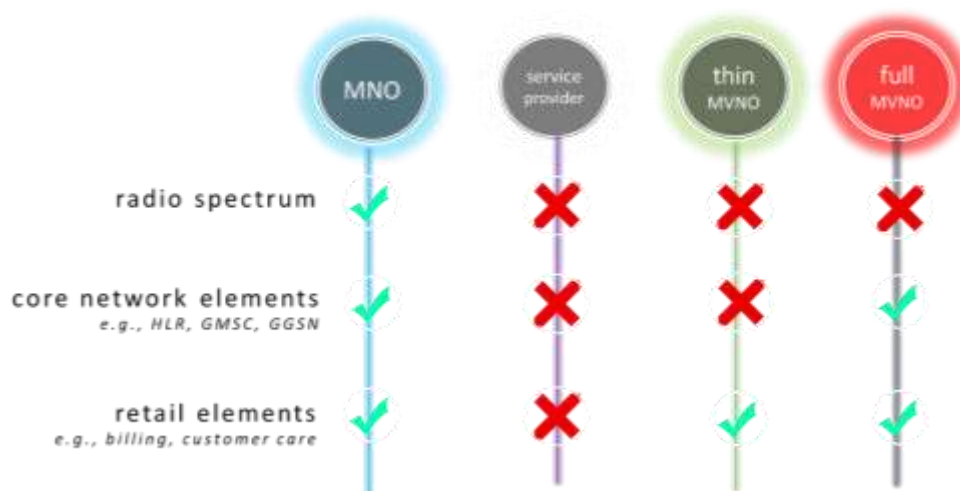 MNO
service
provider
thin
MVNO
full
MVNO
radio spectrum
core network elements
e.g., HLR, GMSC, GGSN
retail elements
e.g., billing, customer care